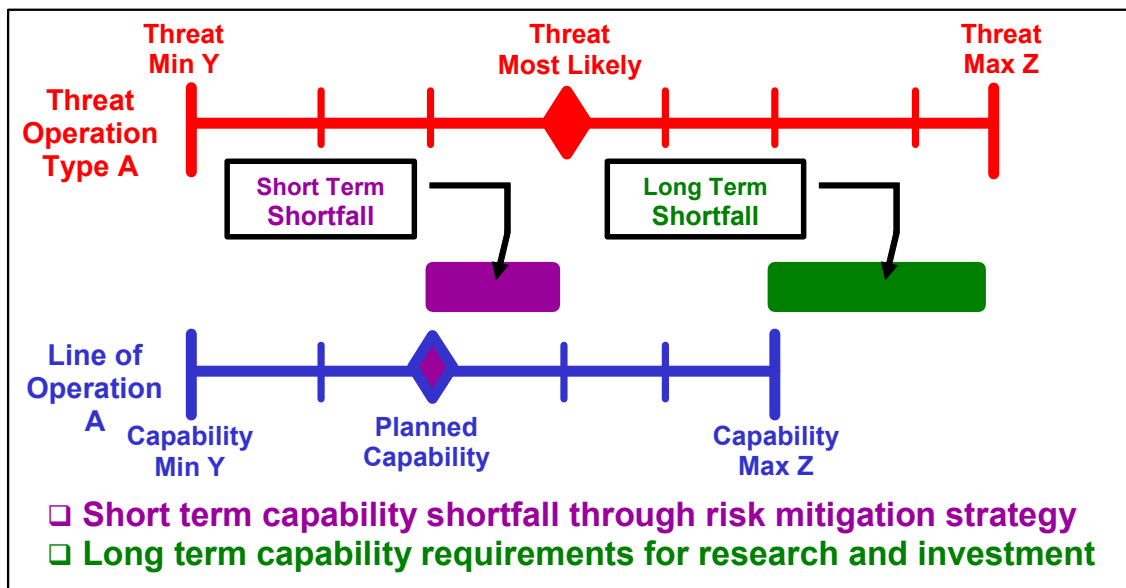 Threat
Min Y
Threat
Most Likely
Threat
Max Z
Threat
Operation
Type A
Short Term
Shortfall
Long Term
Shortfall
Line of
Operation
A
Capability
Min Y
Planned
Capability
Capability
Max Z
❑ Short term capability shortfall through risk mitigation strategy
❑ Long term capability requirements for research and investment